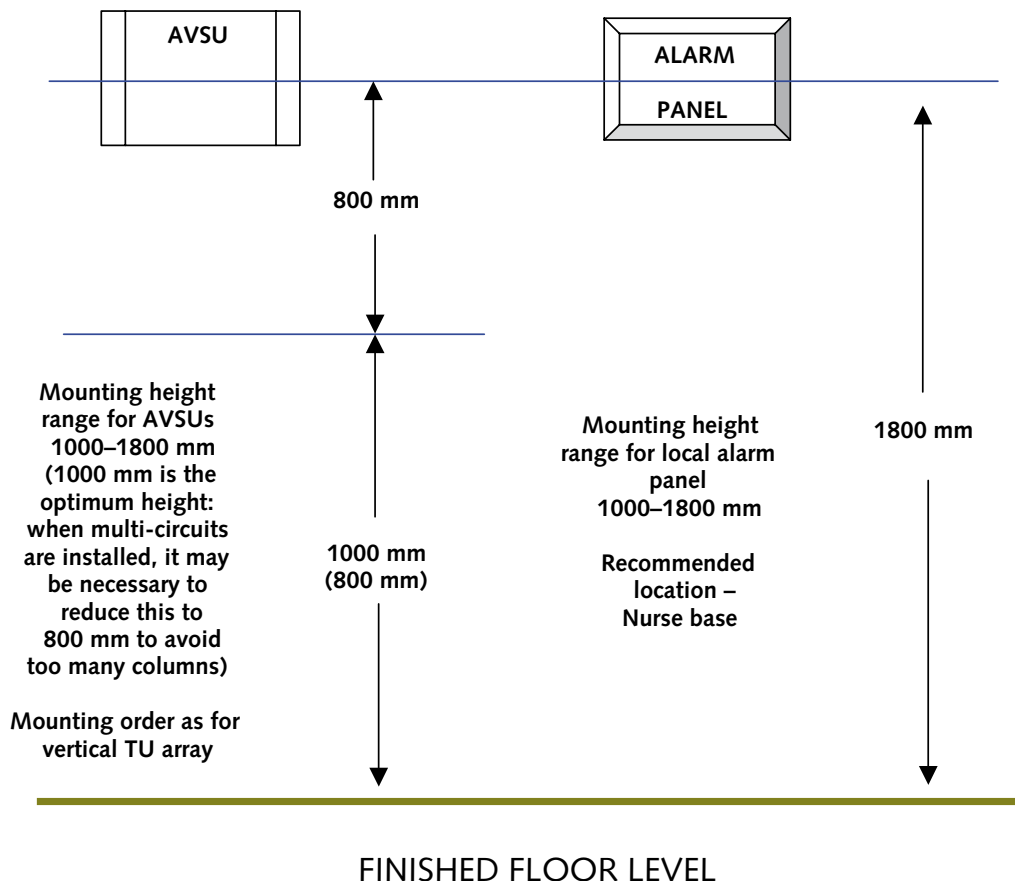 AVSU
ALARM
PANEL
800 mm
Mounting height
range for AVSUs
1000–1800 mm
(1000 mm is the
optimum height:
when multi-circuits
are installed, it may
be necessary to
reduce this to
800 mm to avoid
too many columns)
Mounting order as for
vertical TU array
1000 mm
(800 mm)
Mounting height
range for local alarm
panel
1000–1800 mm
Recommended
location –
Nurse base
1800 mm
FINISHED FLOOR LEVEL